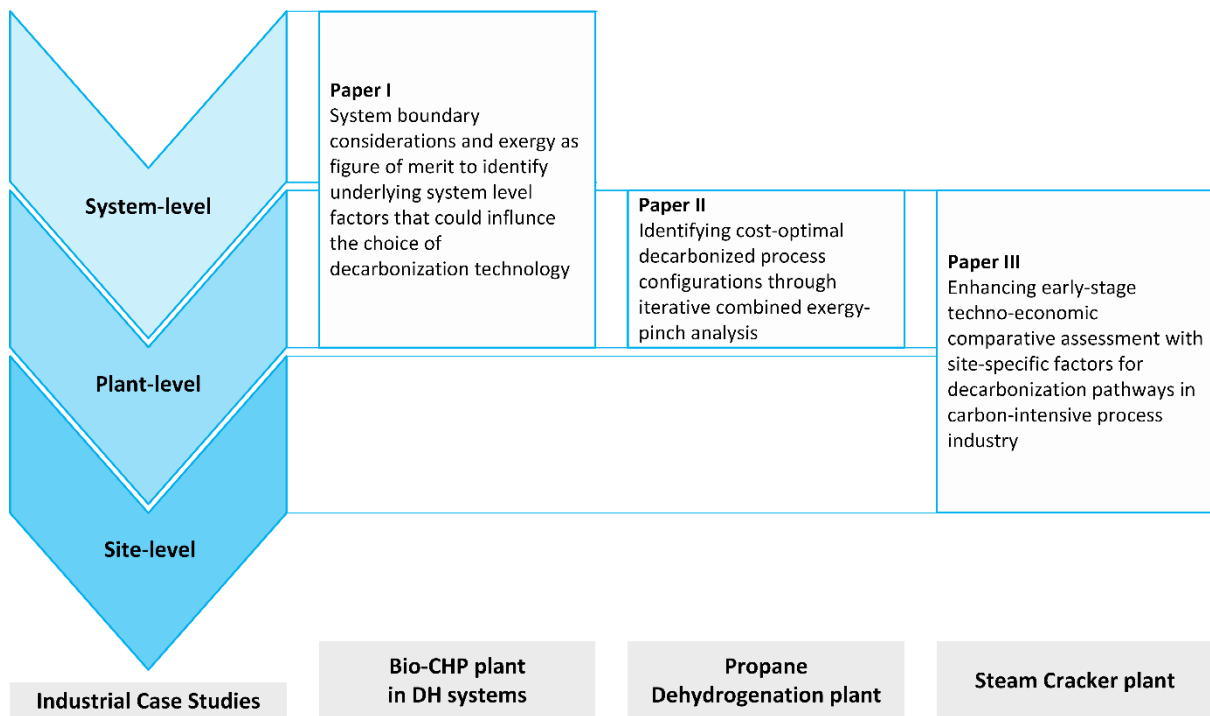 System-level
Plant-level
Site-level
Paper I
System boundary
considerations and exergy as
figure of merit to identify
underlying system level
factors that could influnce
the choice of
decarbonization technology
Paper II
Identifying cost-optimal
decarbonized process
configurations through
iterative combined exergy-
pinch analysis
Paper III
Enhancing early-stage
techno-economic
comparative assessment with
site-specific factors for
decarbonization pathways in
carbon-intensive process
industry
Industrial Case Studies
Bio-CHP plant
in DH systems
Propane
Dehydrogenation plant
Steam Cracker plant